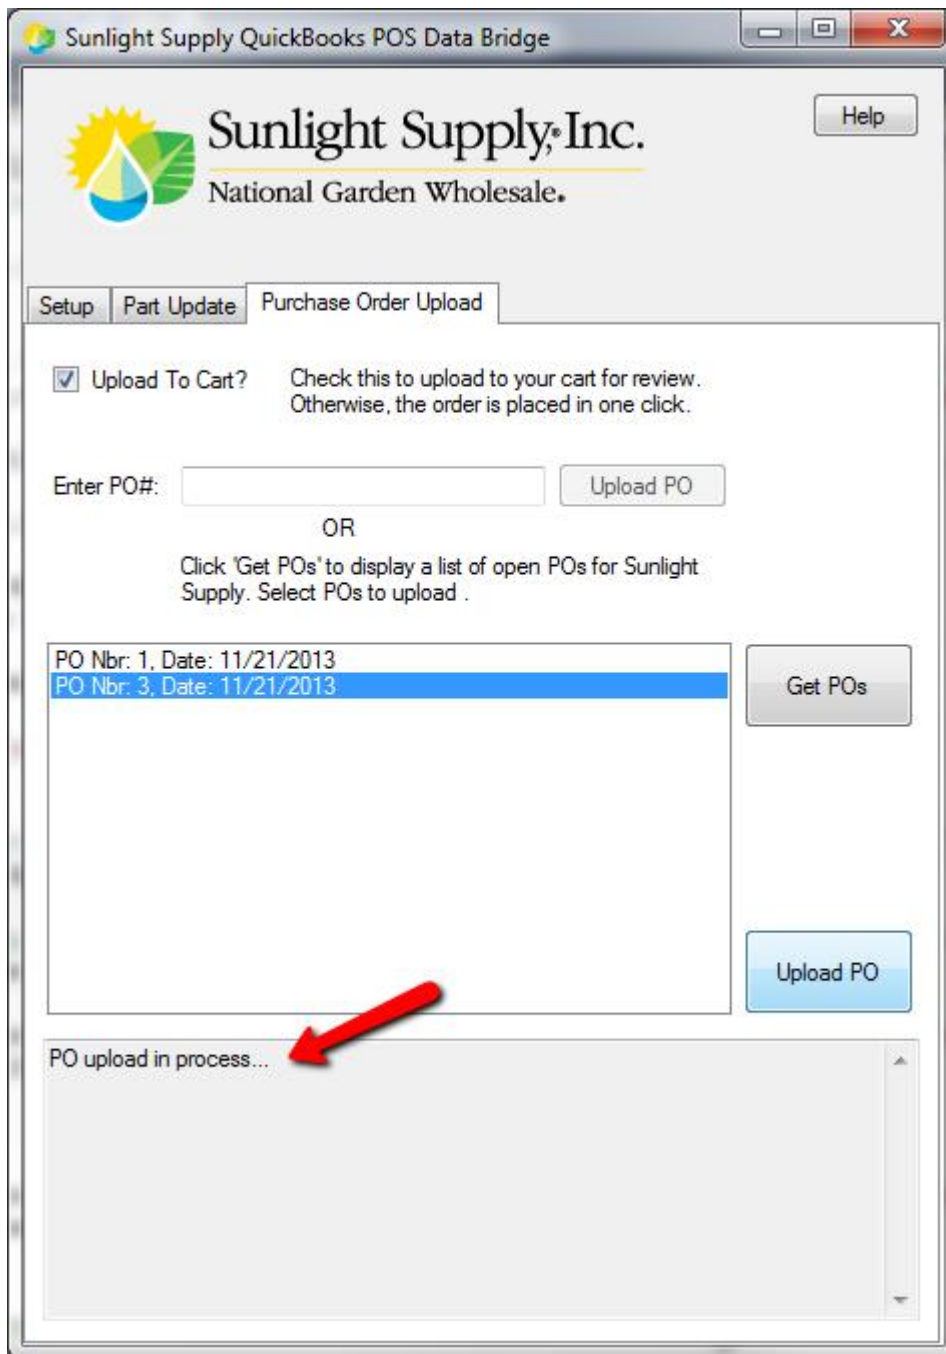 Sunlight Supply QuickBooks POS Data Bridge
Sunlight Supply,® Inc.
Help
National Garden Wholesale®
Setup
Part Update
Purchase Order Upload
Upload To Cart?
Check this to upload to your cart for review.
Otherwise, the order is placed in one click.
Enter PO#:
Upload PO
OR
Click 'Get POs' to display a list of open POs for Sunlight
Supply. Select POs to upload .
PO Nbr: 1, Date: 11/21/2013
PO Nbr: 3, Date: 11/21/2013
Get POs
Upload PO
PO upload in process...